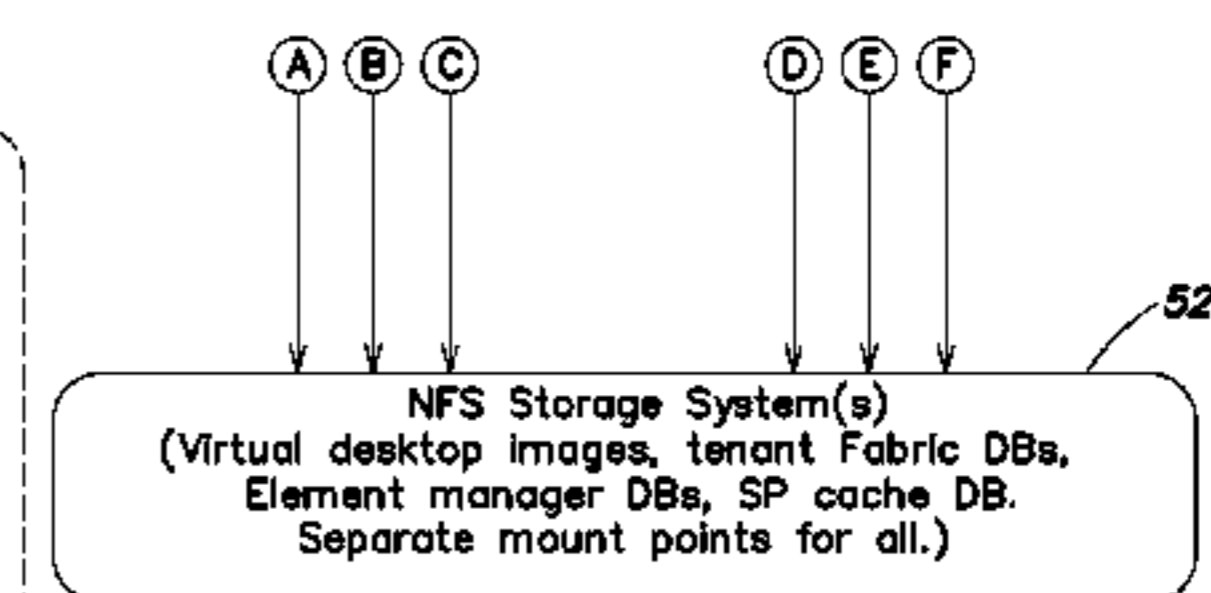 A B C D E F
52
NFS Storage System(s)
(Virtual desktop images, tenant Fabric DBs,
Element manager DBs, SP cache DB.
Separate mount points for all.)